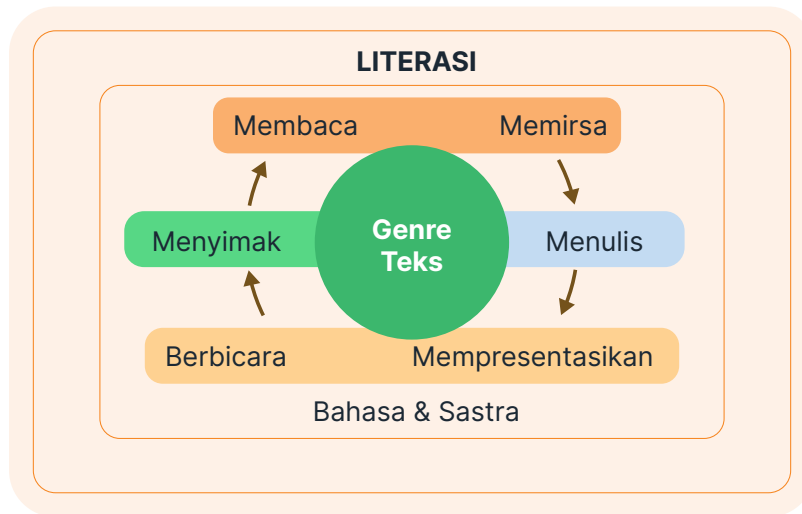 LITERASI
Membaca Memirsa
Genre
Teks
Menyimak Menulis
Berbicara Mempresentasikan
Bahasa & Sastra